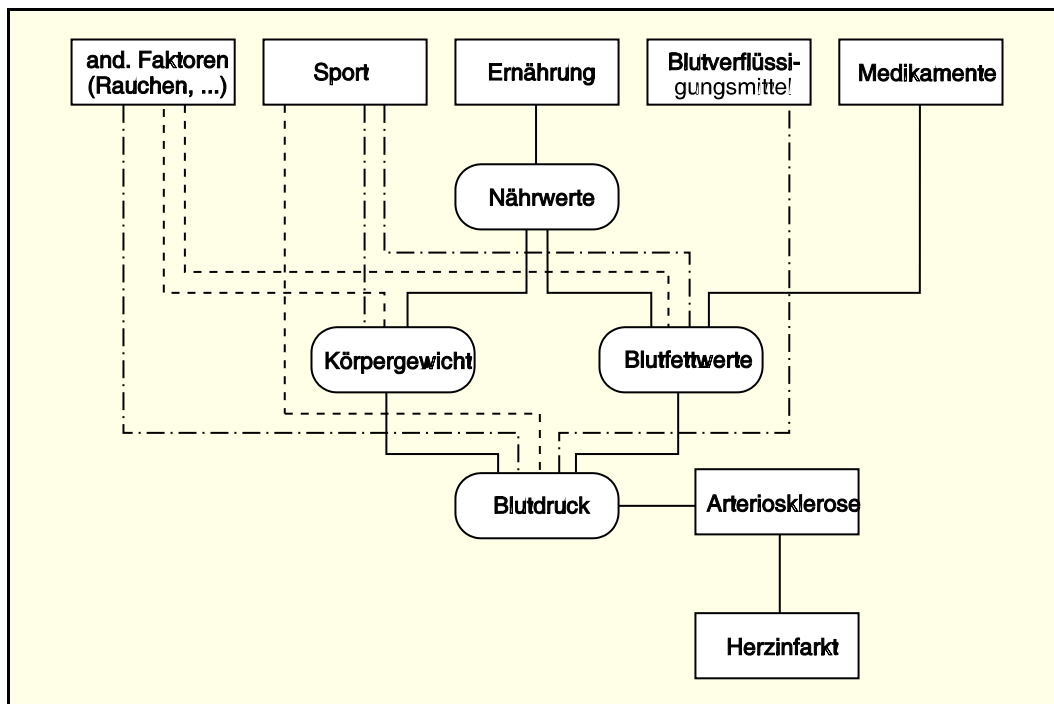 and. Faktoren
(Rauchen, ...)
Sport
Ernährung
Blutverflüssi-
gungsmittel
Medikamente
Nährwerte
Körpergewicht
Blutfettwerte
Blutdruck
Arteriosklerose
Herzinfarkt